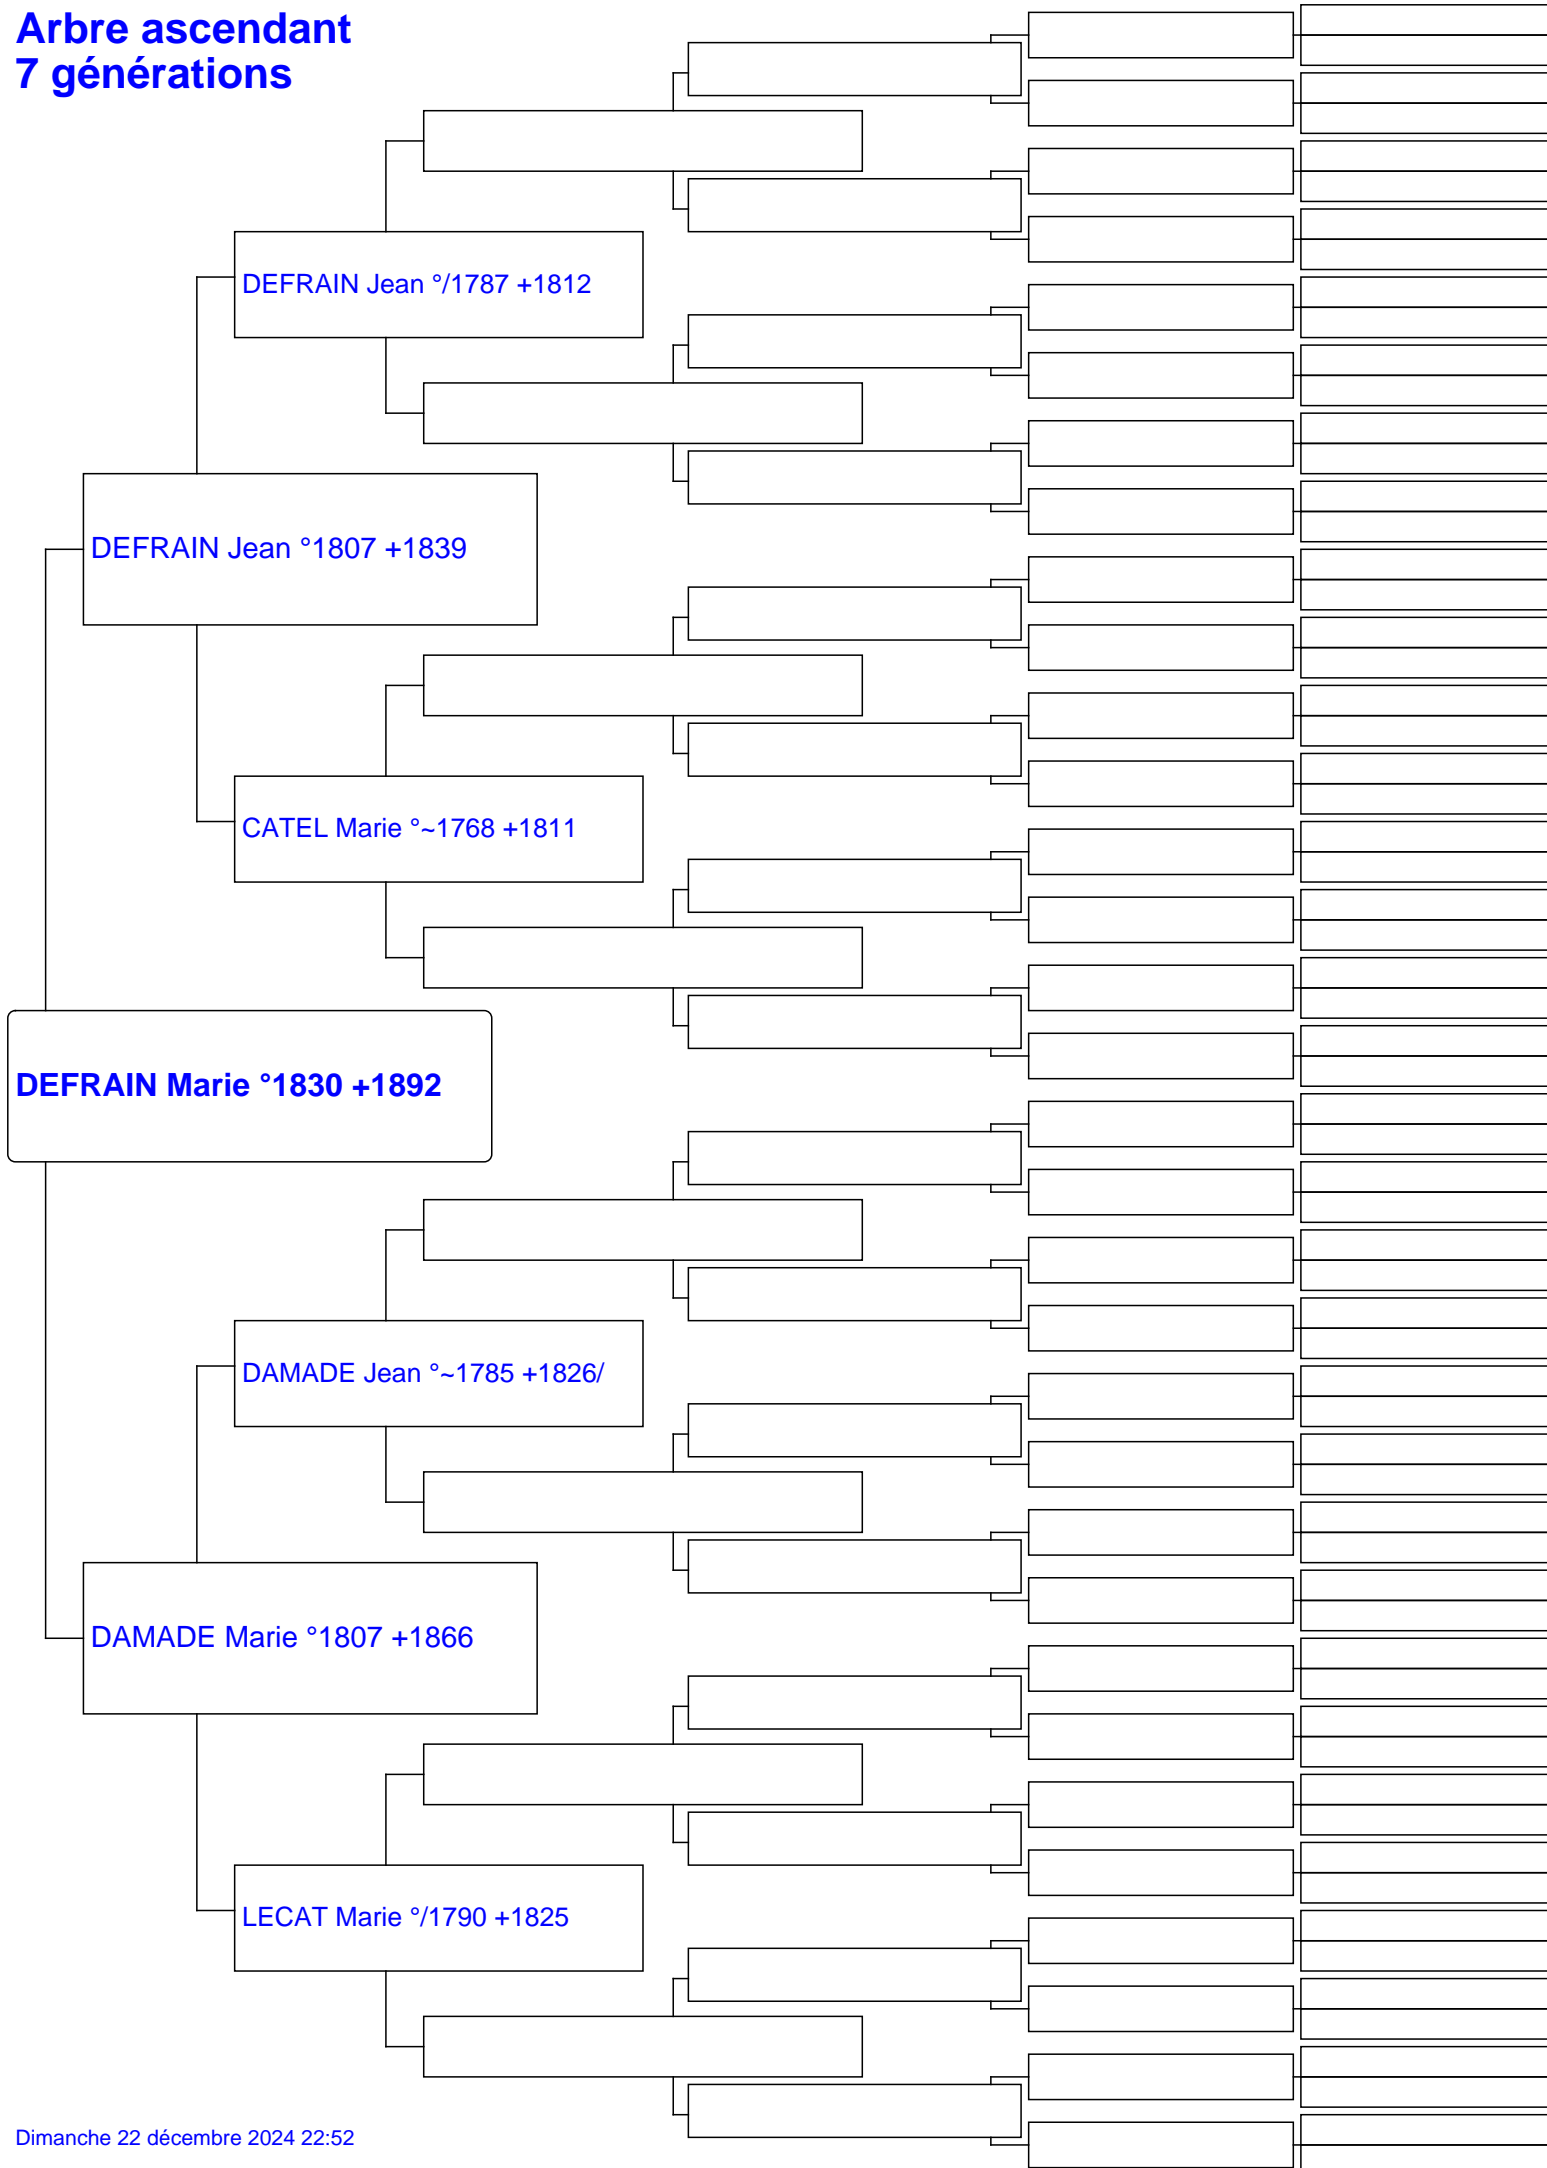 Arbre ascendant
7 générations
DEFRAIN Jean °/1787 +1812
DEFRAIN Jean °1807 +1839
CATEL Marie °~1768 +1811
DEFRAIN Marie °1830 +1892
DAMADE Jean °~1785 +1826/
DAMADE Marie °1807 +1866
LECAT Marie °/1790 +1825
Dimanche 22 décembre 2024 22:52